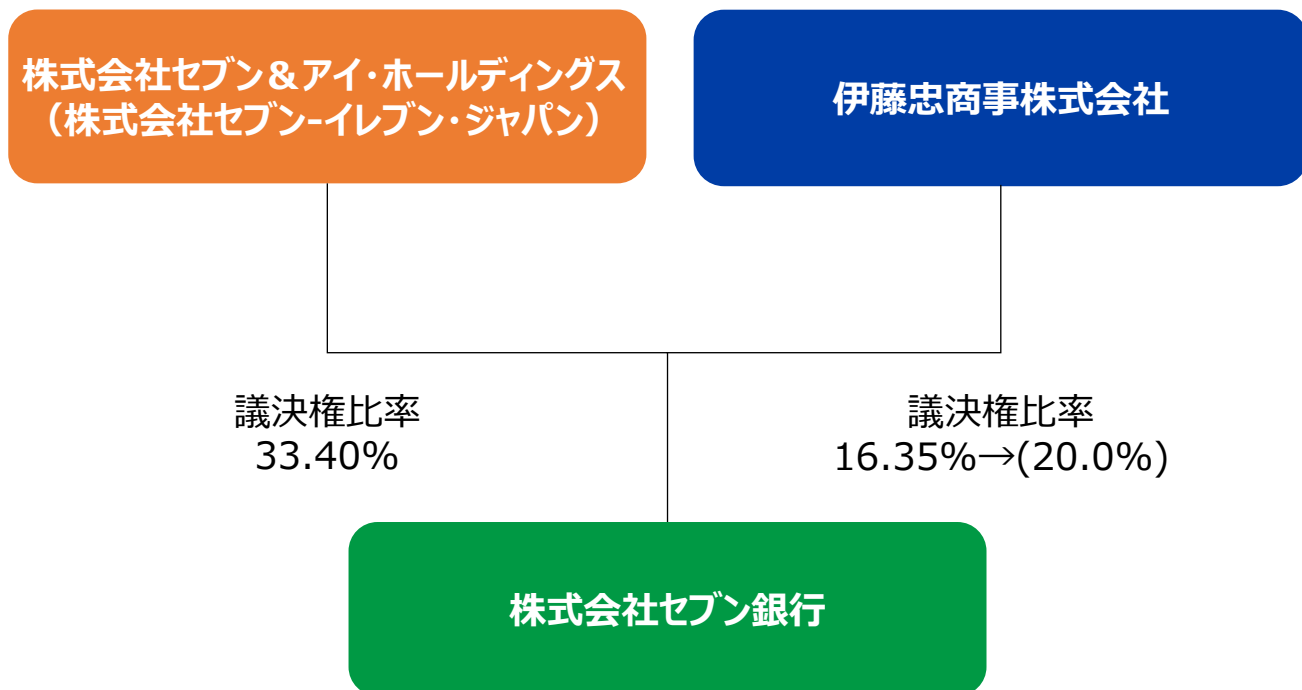 株式会社セブン＆アイ・ホールディングス
（株式会社セブン-イレブン・ジャパン）
伊藤忠商事株式会社
議決権比率
33.40%
議決権比率
16.35%→(20.0%)
株式会社セブン銀行